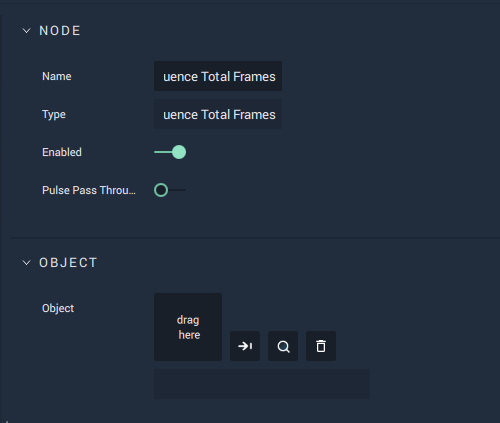 NODE
Name uence Total Frames
Type uence Total Frames
Enabled
Pulse Pass Throu...
OBJECT
Object
drag
here